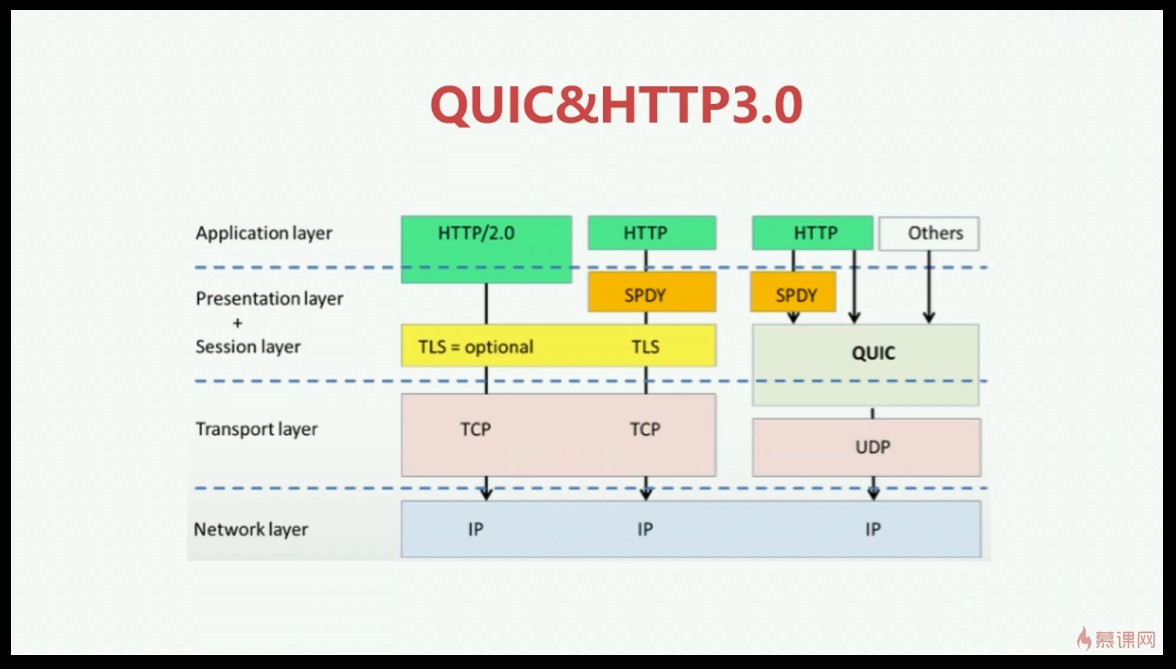 QUIC&HTTP3.0
Application layer
HTTP/2.0
HTTP
HTTP
Others
Presentation layer
+
Session layer
SPDY
SPDY
TLS = optional
TLS
QUIC
Transport layer
TCP
TCP
UDP
Network layer
IP
IP
IP
慕课网